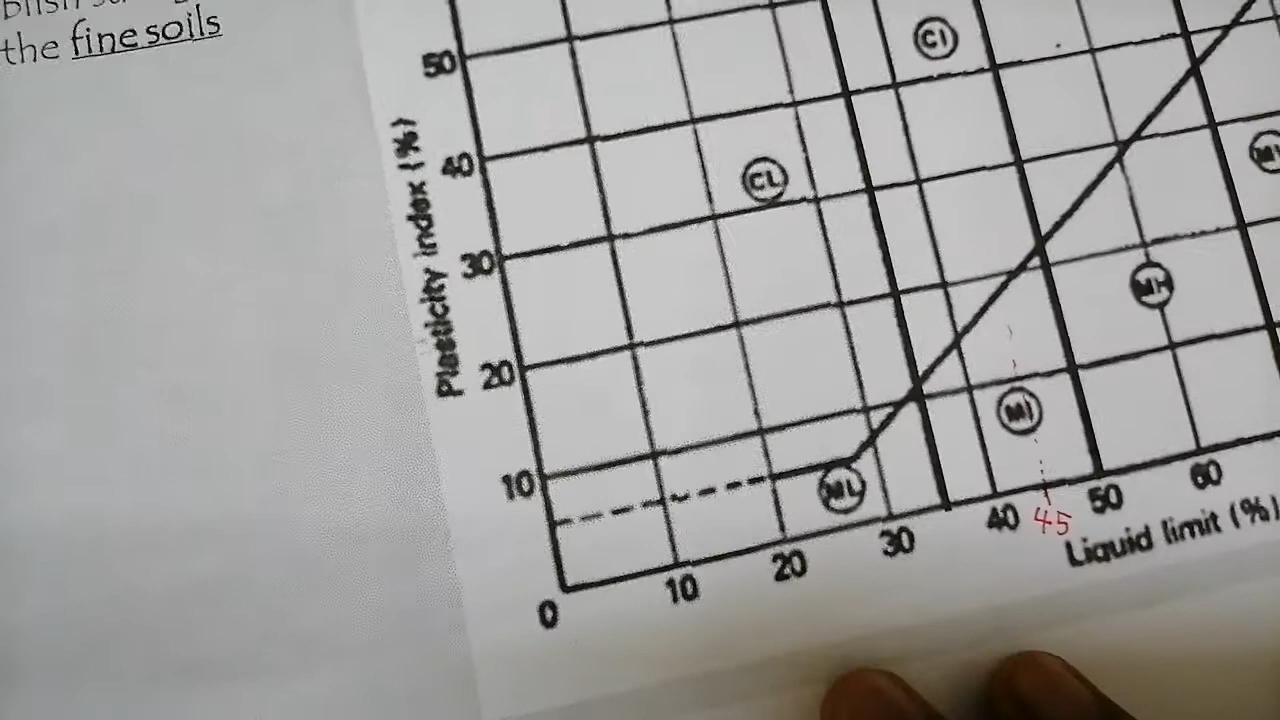 the fine soils
Plasticity index (%)
50
40
30
20
10
0
CI
CL
MH
MI
ML
10
20
30
40
45
50
60
Liquid limit (%)